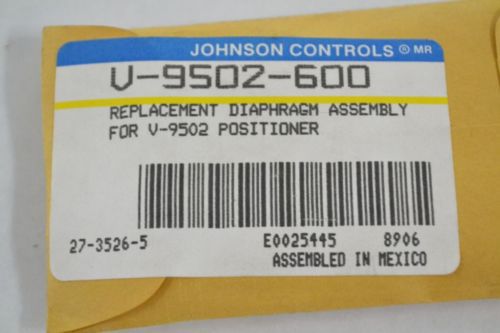 JOHNSON CONTROLS ® MR
V-9502-600
REPLACEMENT DIAPHRAGM ASSEMBLY
FOR V-9502 POSITIONER
27-3526-5 E0025445 8906
ASSEMBLED IN MEXICO